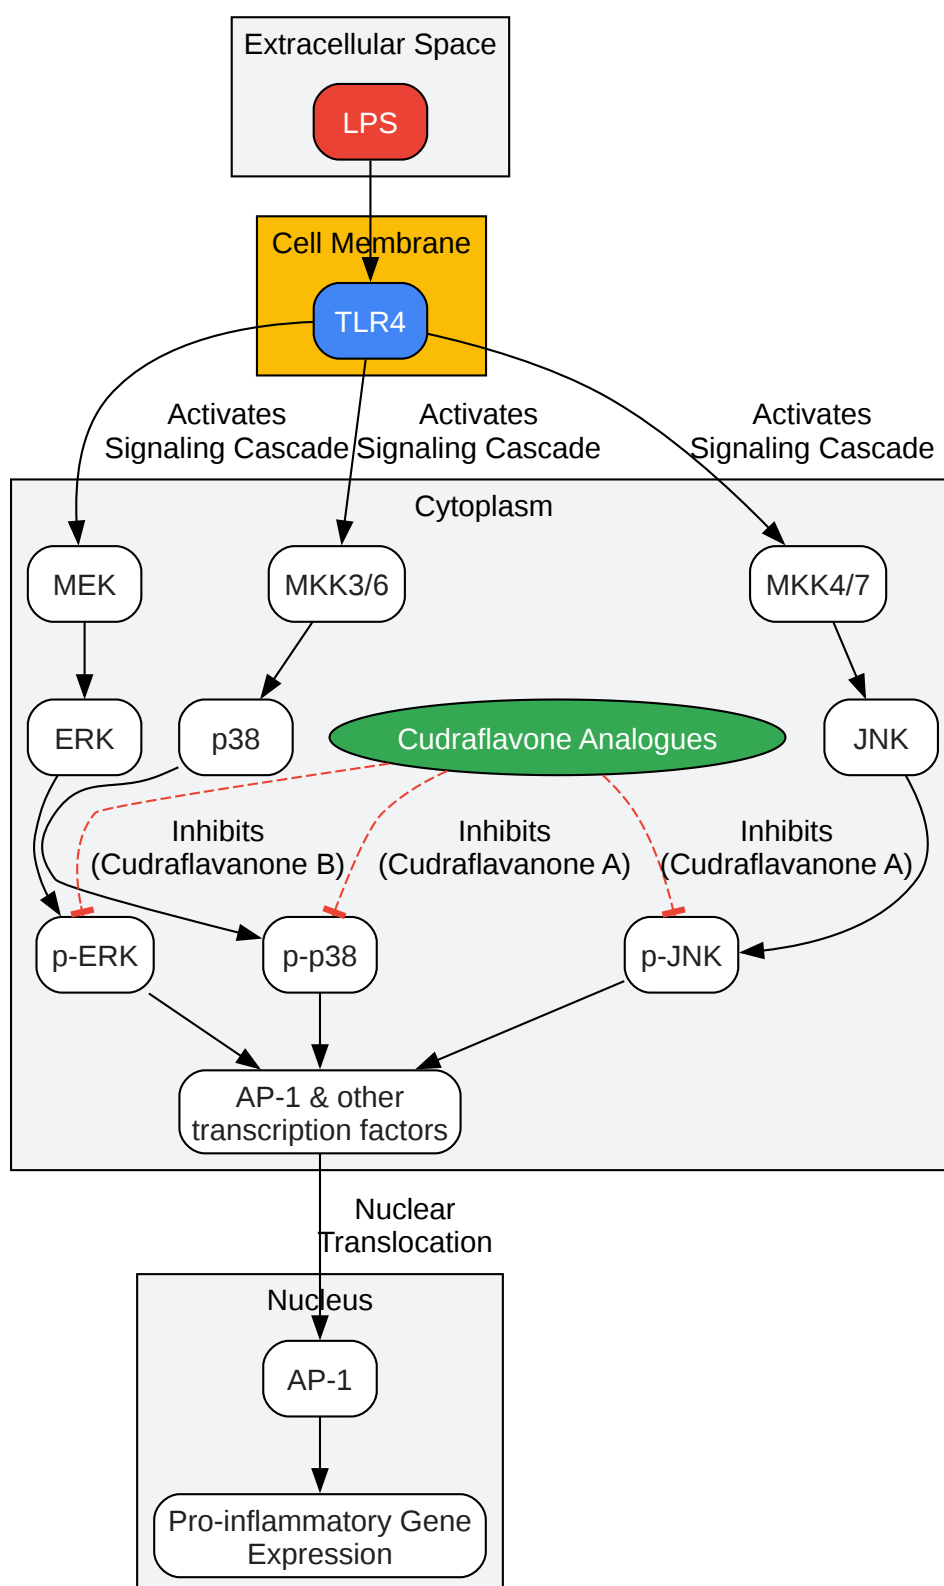 Extracellular Space
LPS
Cell Membrane
TLR4
Activates
Signaling Cascade
Activates
Signaling Cascade
Activates
Signaling Cascade
Cytoplasm
MEK
MKK3/6
MKK4/7
ERK
p38
Cudraflavone Analogues
JNK
Inhibits
(Cudraflavanone B)
Inhibits
(Cudraflavanone A)
Inhibits
(Cudraflavanone A)
p-ERK
p-p38
p-JNK
AP-1 & other
transcription factors
Nuclear
Translocation
Nucleus
AP-1
Pro-inflammatory Gene
Expression